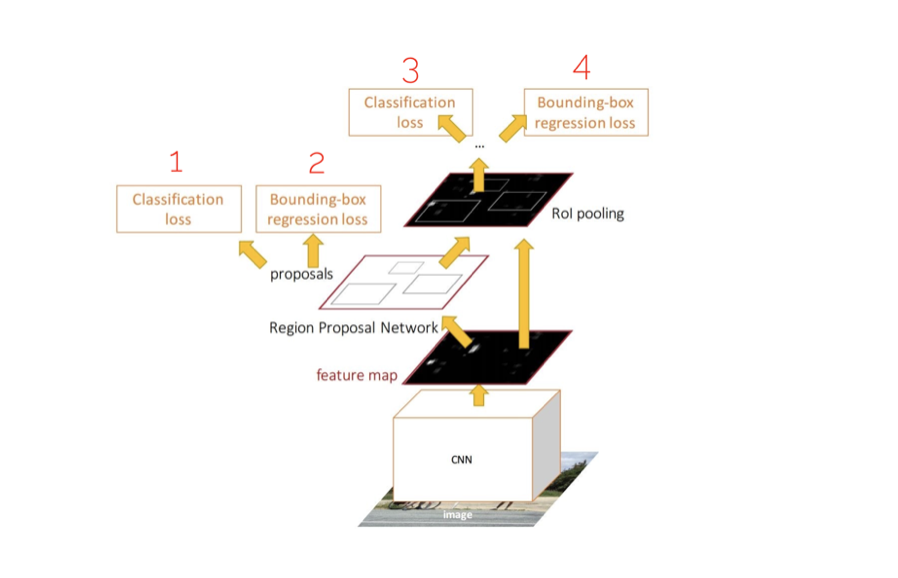 3
4
Classification
loss
Bounding-box
regression loss
...
1
2
Classification
loss
Bounding-box
regression loss
RoI pooling
proposals
Region Proposal Network
feature map
CNN
image